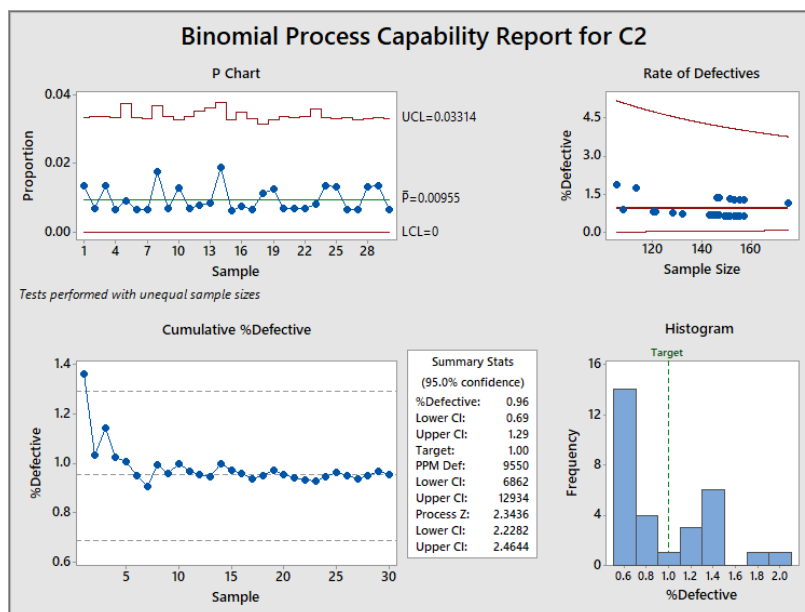 Binomial Process Capability Report for C2
P Chart
0.04
0.02
0.00
Proportion
UCL=0.03314
P̅=0.00955
LCL=0
1 4 7 10 13 16 19 22 25 28
Sample
Tests performed with unequal sample sizes
Rate of Defectives
4.5
3.0
1.5
0.0
%Defective
120 140 160
Sample Size
Cumulative %Defective
1.4
1.2
1.0
0.8
0.6
%Defective
5 10 15 20 25 30
Sample
Summary Stats
(95.0% confidence)
%Defective: 0.96
Lower CI: 0.69
Upper CI: 1.29
Target: 1.00
PPM Def: 9550
Lower CI: 6862
Upper CI: 12934
Process Z: 2.3436
Lower CI: 2.2282
Upper CI: 2.4644
Histogram
Target
16
12
8
4
0
Frequency
0.6 0.8 1.0 1.2 1.4 1.6 1.8 2.0
%Defective